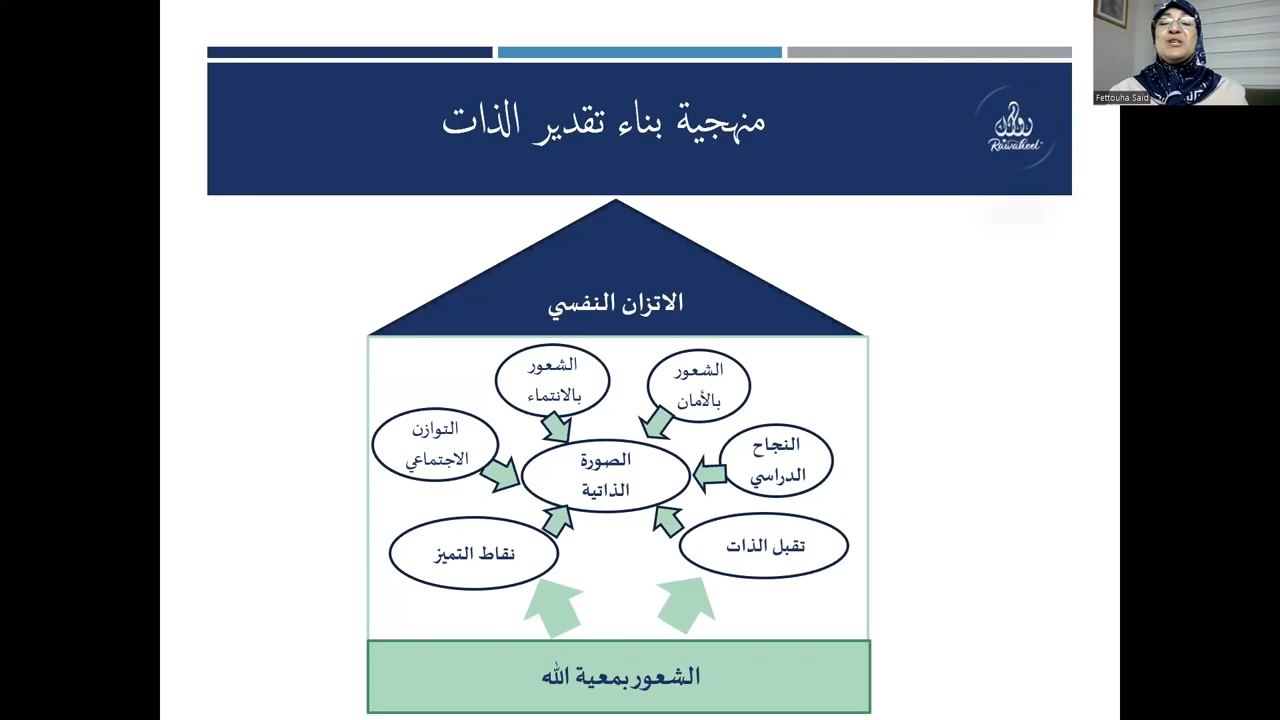 منهجية بناء تقدير الذات
رواحل
Rawaheel
Fettouha Said
الاتزان النفسي
الشعور
بالأمان
الشعور
بالانتماء
النجاح
الدراسي
التوازن
الاجتماعي
الصورة
الذاتية
تقبل الذات
نقاط التميز
الشعور بمعية الله